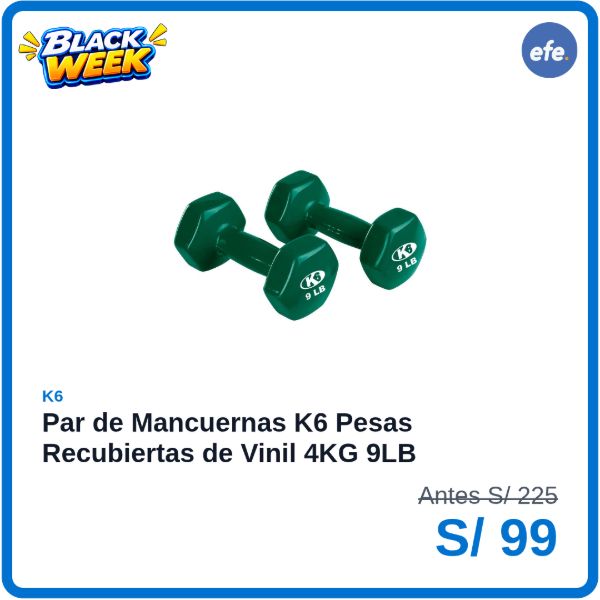 BLACK
WEEK
efe.
K6
9 LB
K6
9 LB
K6
Par de Mancuernas K6 Pesas
Recubiertas de Vinil 4KG 9LB
Antes S/ 225
S/ 99